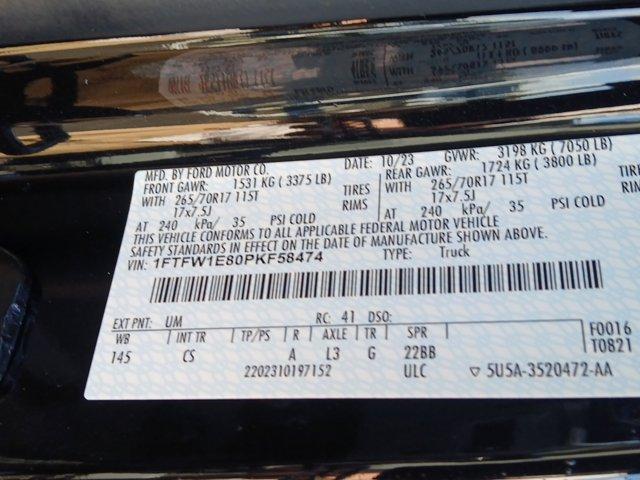 MFD. BY FORD MOTOR CO. DATE: 10/23 GVWR: 3198 KG ( 7050 LB)
FRONT GAWR: 1531 KG ( 3375 LB) REAR GAWR: 1724 KG ( 3800 LB)
WITH 265/70R17 115T TIRES WITH 265/70R17 115T TIRES
17x7.5J RIMS 17x7.5J RIMS
AT 240 kPa/ 35 PSI COLD AT 240 kPa/ 35 PSI COLD
THIS VEHICLE CONFORMS TO ALL APPLICABLE FEDERAL MOTOR VEHICLE
SAFETY STANDARDS IN EFFECT ON THE DATE OF MANUFACTURE SHOWN ABOVE.
VIN: 1FTFW1E80PKF58474 TYPE: Truck
EXT PNT: UM RC: 41 DSO: F0016
WB INT TR TP/PS R AXLE TR SPR T0821
145 CS A L3 G 22BB
2202310197152 ULC ▽ 5U5A-3520472-AA